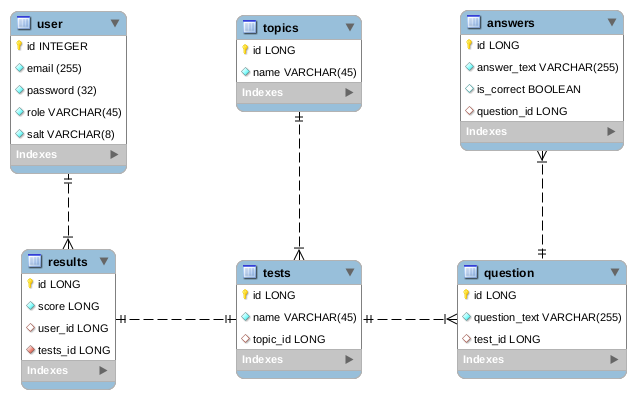 user
id INTEGER
email (255)
password (32)
role VARCHAR(45)
salt VARCHAR(8)
Indexes
topics
id LONG
name VARCHAR(45)
Indexes
answers
id LONG
answer_text VARCHAR(255)
is_correct BOOLEAN
question_id LONG
Indexes
results
id LONG
score LONG
user_id LONG
tests_id LONG
Indexes
tests
id LONG
name VARCHAR(45)
topic_id LONG
Indexes
question
id LONG
question_text VARCHAR(255)
test_id LONG
Indexes